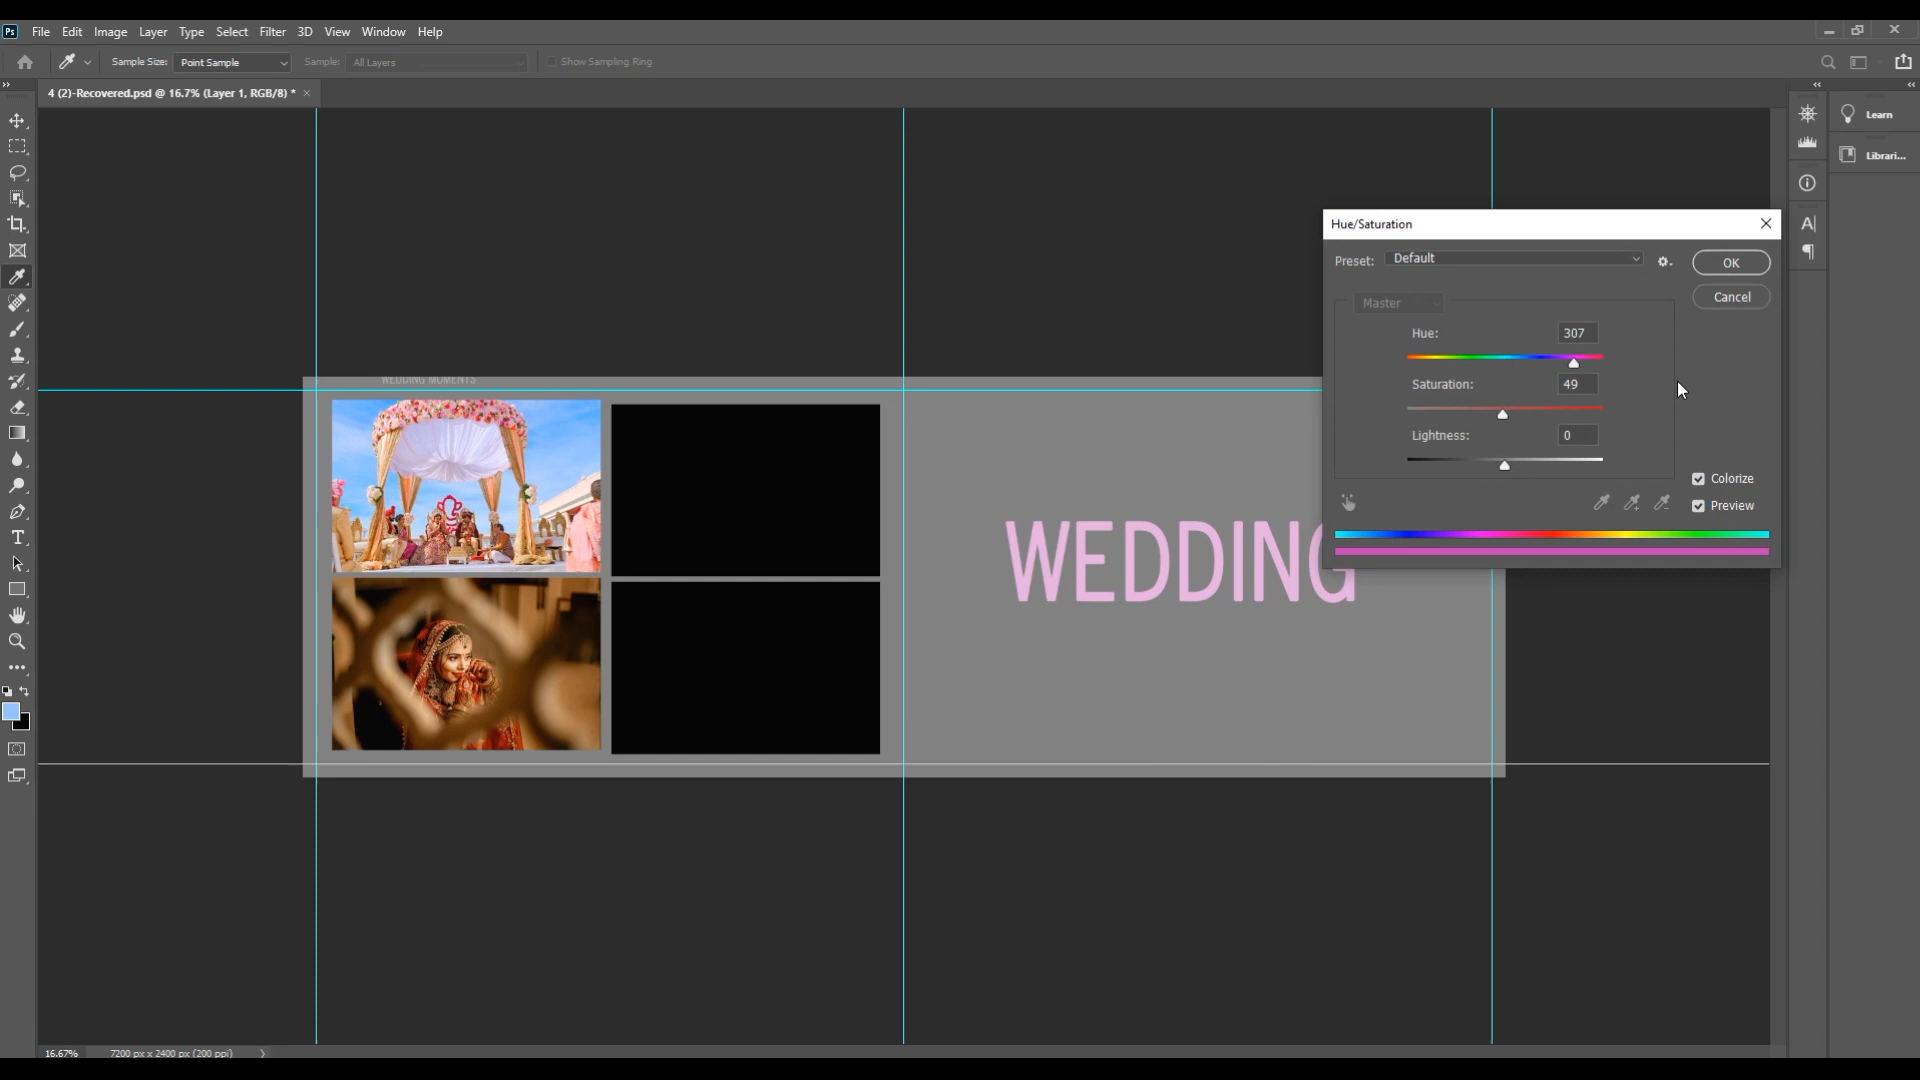 Ps File Edit Image Layer Type Select Filter 3D View Window Help
Sample Size: Point Sample Sample: All Layers Show Sampling Ring
4 (2)-Recovered.psd @ 16.7% (Layer 1, RGB/8) * ×
Learn
Librari...
Hue/Saturation
Preset: Default
OK
Cancel
Master
Hue: 307
Saturation: 49
Lightness: 0
Colorize
Preview
WEDDING MOMENTS
WEDDING
16.67% 7200 px x 2400 px (200 ppi)